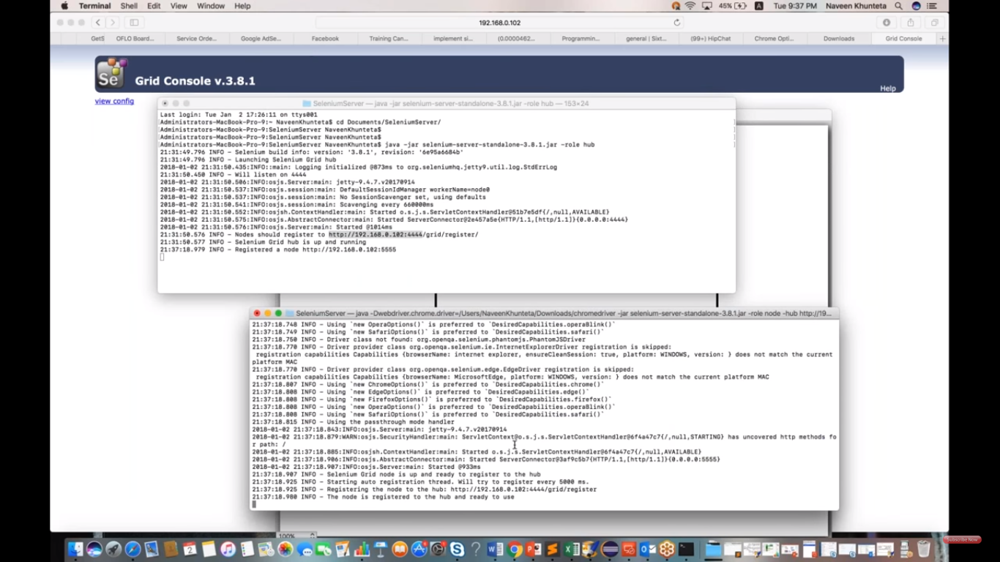 Terminal Shell Edit View Window Help 45% A Tue 9:37 PM Naveen Khunteta
192.168.0.102
GetS OFLO Board... Service Orde... Google AdSe... Facebook Training Can... implement si... (0.0000462... Programmin... general | Sixt... (99+) HipChat Chrome Opti... Downloads Grid Console
Se Grid Console v.3.8.1
Help
view config
SeleniumServer — java -jar selenium-server-standalone-3.8.1.jar -role hub — 153×24
Last login: Tue Jan  2 17:26:11 on ttys001
Administrators-MacBook-Pro-9:~ NaveenKhunteta$ cd Documents/SeleniumServer/
Administrators-MacBook-Pro-9:SeleniumServer NaveenKhunteta$
Administrators-MacBook-Pro-9:SeleniumServer NaveenKhunteta$
Administrators-MacBook-Pro-9:SeleniumServer NaveenKhunteta$ java -jar selenium-server-standalone-3.8.1.jar -role hub
21:31:49.796 INFO - Selenium build info: version: '3.8.1', revision: '6e95a6684b'
21:31:49.796 INFO - Launching Selenium Grid hub
2018-01-02 21:31:50.435:INFO::main: Logging initialized @873ms to org.seleniumhq.jetty9.util.log.StdErrLog
21:31:50.450 INFO - Will listen on 4444
2018-01-02 21:31:50.506:INFO:osjs.Server:main: jetty-9.4.7.v20170914
2018-01-02 21:31:50.537:INFO:osjs.session:main: DefaultSessionIdManager workerName=node0
2018-01-02 21:31:50.537:INFO:osjs.session:main: No SessionScavenger set, using defaults
2018-01-02 21:31:50.541:INFO:osjs.session:main: Scavenging every 660000ms
2018-01-02 21:31:50.552:INFO:osjsh.ContextHandler:main: Started o.s.j.s.ServletContextHandler@51b7e5df{/,null,AVAILABLE}
2018-01-02 21:31:50.575:INFO:osjs.AbstractConnector:main: Started ServerConnector@2e457a5e{HTTP/1.1,[http/1.1]}{0.0.0.0:4444}
2018-01-02 21:31:50.576:INFO:osjs.Server:main: Started @1014ms
21:31:50.576 INFO - Nodes should register to http://192.168.0.102:4444/grid/register/
21:31:50.577 INFO - Selenium Grid hub is up and running
21:37:18.979 INFO - Registered a node http://192.168.0.102:5555
SeleniumServer — java -Dwebdriver.chrome.driver=/Users/NaveenKhunteta/Downloads/chromedriver -jar selenium-server-standalone-3.8.1.jar -role node -hub http://19...
21:37:18.748 INFO - Using `new OperaOptions()` is preferred to `DesiredCapabilities.operaBlink()`
21:37:18.749 INFO - Using `new SafariOptions()` is preferred to `DesiredCapabilities.safari()`
21:37:18.750 INFO - Driver class not found: org.openqa.selenium.phantomjs.PhantomJSDriver
21:37:18.770 INFO - Driver provider class org.openqa.selenium.ie.InternetExplorerDriver registration is skipped:
registration capabilities Capabilities {browserName: internet explorer, ensureCleanSession: true, platform: WINDOWS, version: } does not match the current
platform MAC
21:37:18.770 INFO - Driver provider class org.openqa.selenium.edge.EdgeDriver registration is skipped:
registration capabilities Capabilities {browserName: MicrosoftEdge, platform: WINDOWS, version: } does not match the current platform MAC
21:37:18.807 INFO - Using `new ChromeOptions()` is preferred to `DesiredCapabilities.chrome()`
21:37:18.808 INFO - Using `new EdgeOptions()` is preferred to `DesiredCapabilities.edge()`
21:37:18.808 INFO - Using `new FirefoxOptions()` is preferred to `DesiredCapabilities.firefox()`
21:37:18.808 INFO - Using `new OperaOptions()` is preferred to `DesiredCapabilities.operaBlink()`
21:37:18.808 INFO - Using `new SafariOptions()` is preferred to `DesiredCapabilities.safari()`
21:37:18.815 INFO - Using the passthrough mode handler
2018-01-02 21:37:18.843:INFO:osjs.Server:main: jetty-9.4.7.v20170914
2018-01-02 21:37:18.879:WARN:osjs.SecurityHandler:main: ServletContext@o.s.j.s.ServletContextHandler@6f4a47c7{/,null,STARTING} has uncovered http methods fo
r path: /
2018-01-02 21:37:18.885:INFO:osjsh.ContextHandler:main: Started o.s.j.s.ServletContextHandler@6f4a47c7{/,null,AVAILABLE}
2018-01-02 21:37:18.906:INFO:osjs.AbstractConnector:main: Started ServerConnector@3af9c5b7{HTTP/1.1,[http/1.1]}{0.0.0.0:5555}
2018-01-02 21:37:18.907:INFO:osjs.Server:main: Started @933ms
21:37:18.907 INFO - Selenium Grid node is up and ready to register to the hub
21:37:18.925 INFO - Starting auto registration thread. Will try to register every 5000 ms.
21:37:18.925 INFO - Registering the node to the hub: http://192.168.0.102:4444/grid/register
21:37:18.980 INFO - The node is registered to the hub and ready to use
100%
Subscribe Now